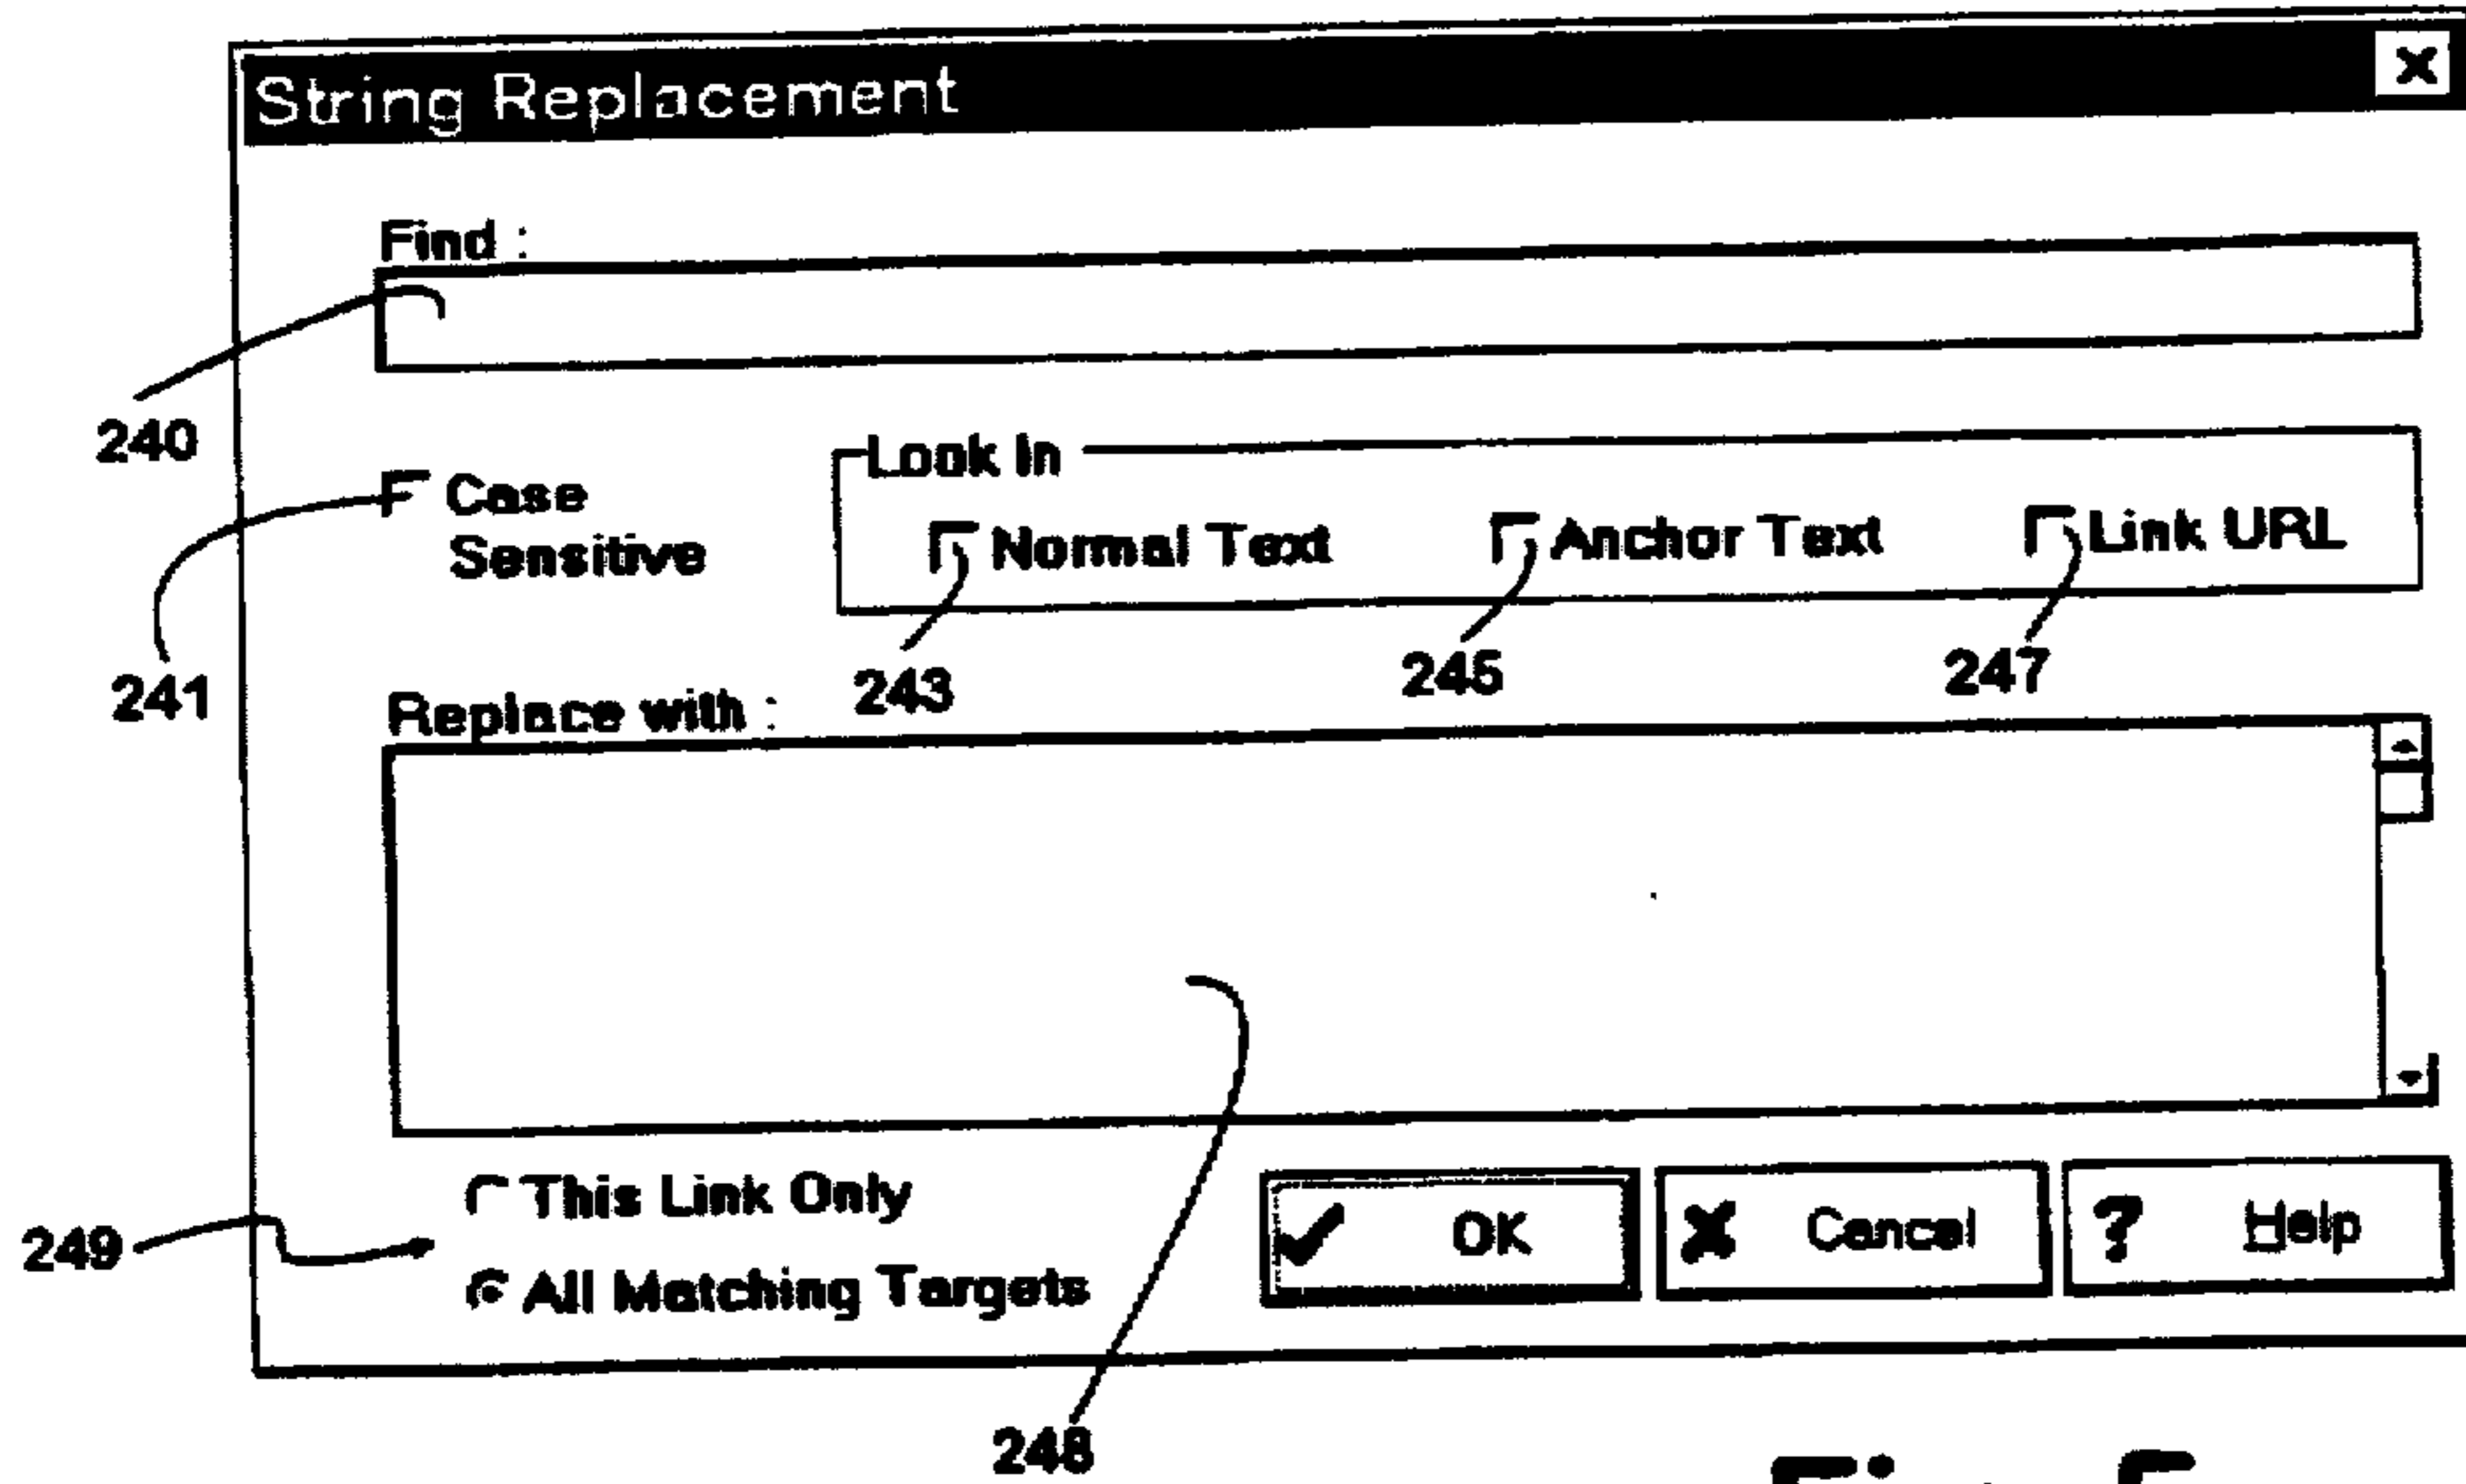 String Replacement
Find :
240
Look In
Case
Sensitive
Normal Text
Anchor Text
Link URL
241
243
245
247
Replace with :
This Link Only
249
All Matching Targets
OK
Cancel
Help
248